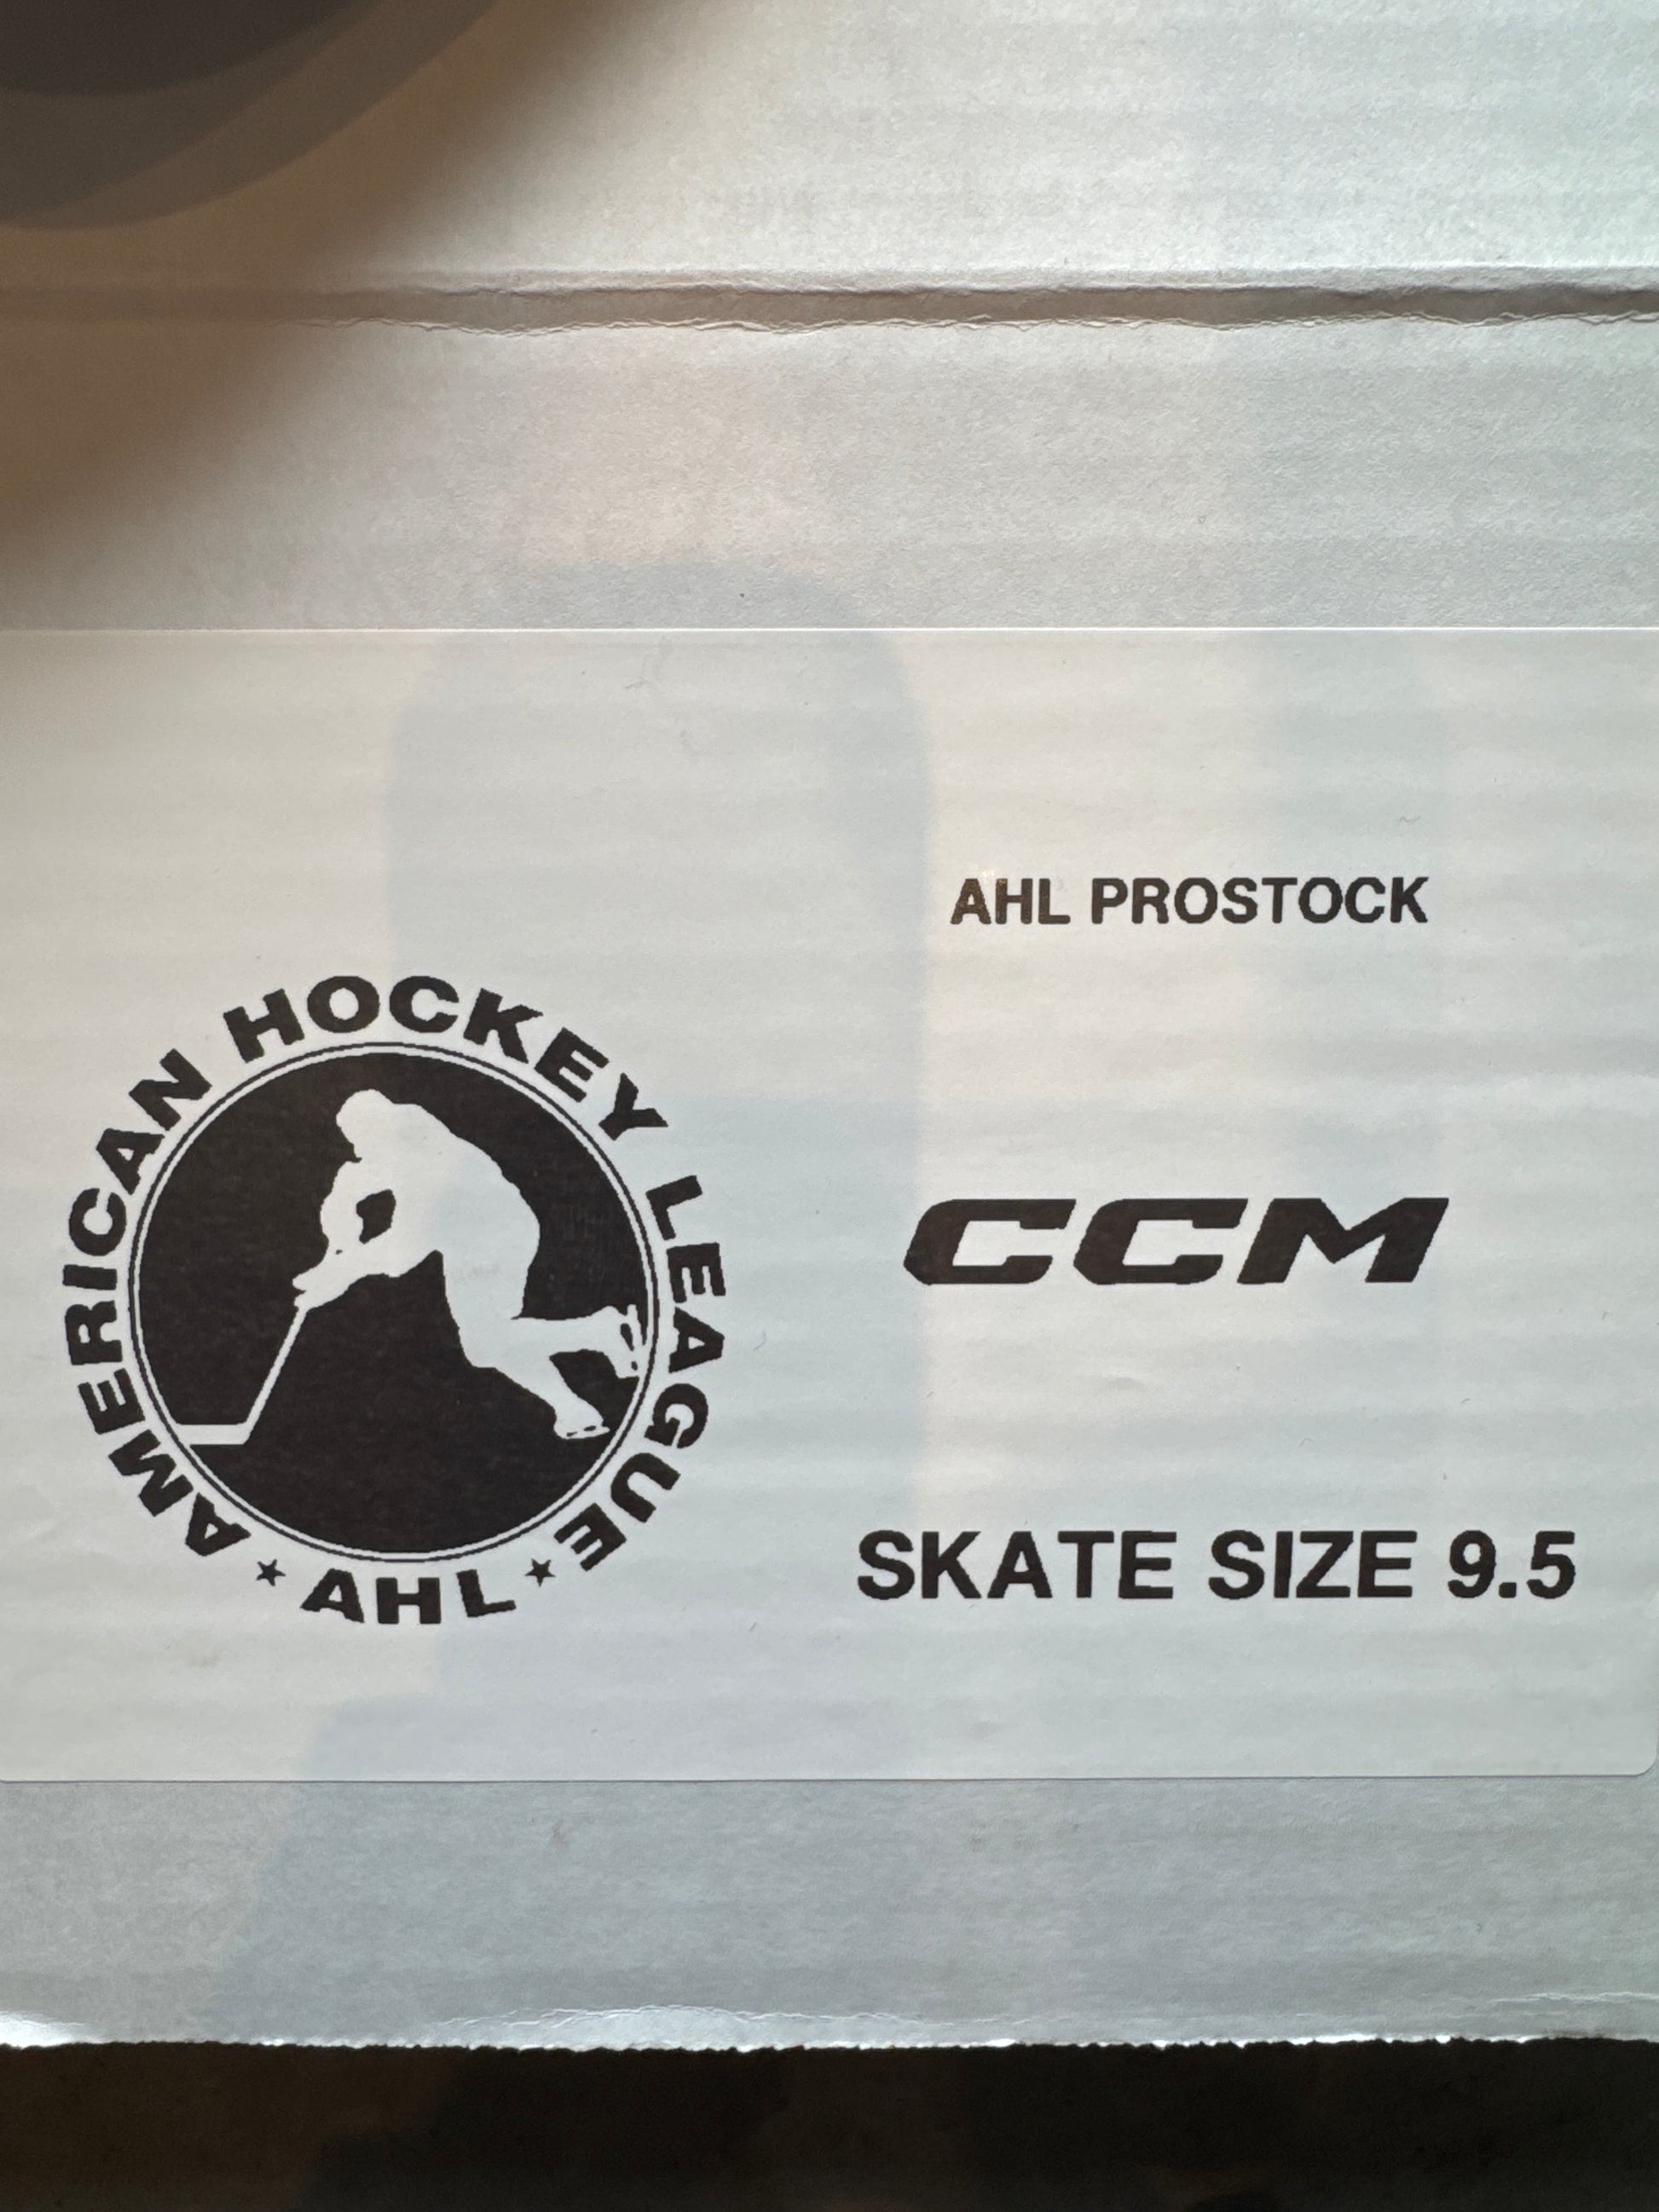 AHL PROSTOCK
AMERICAN HOCKEY LEAGUE
★ AHL ★
CCM
SKATE SIZE 9.5